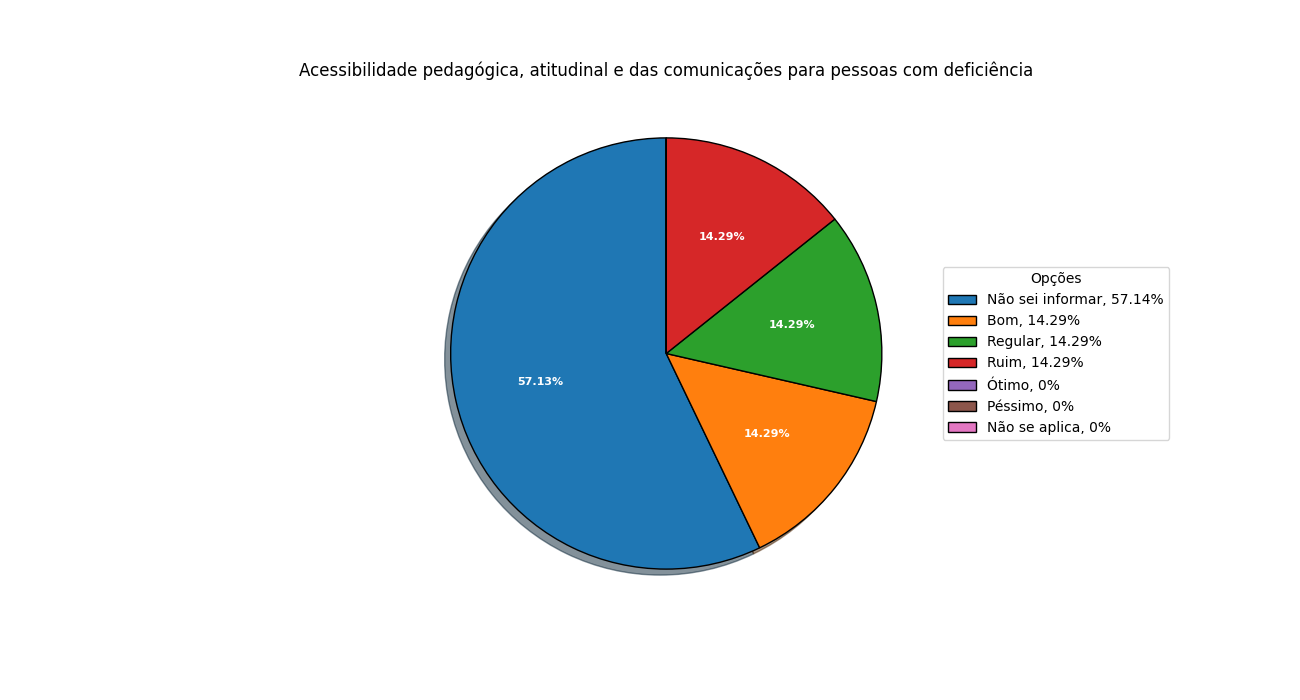 Acessibilidade pedagógica, atitudinal e das comunicações para pessoas com deficiência
14.29%
14.29%
57.13%
14.29%
Opções
Não sei informar, 57.14%
Bom, 14.29%
Regular, 14.29%
Ruim, 14.29%
Ótimo, 0%
Péssimo, 0%
Não se aplica, 0%